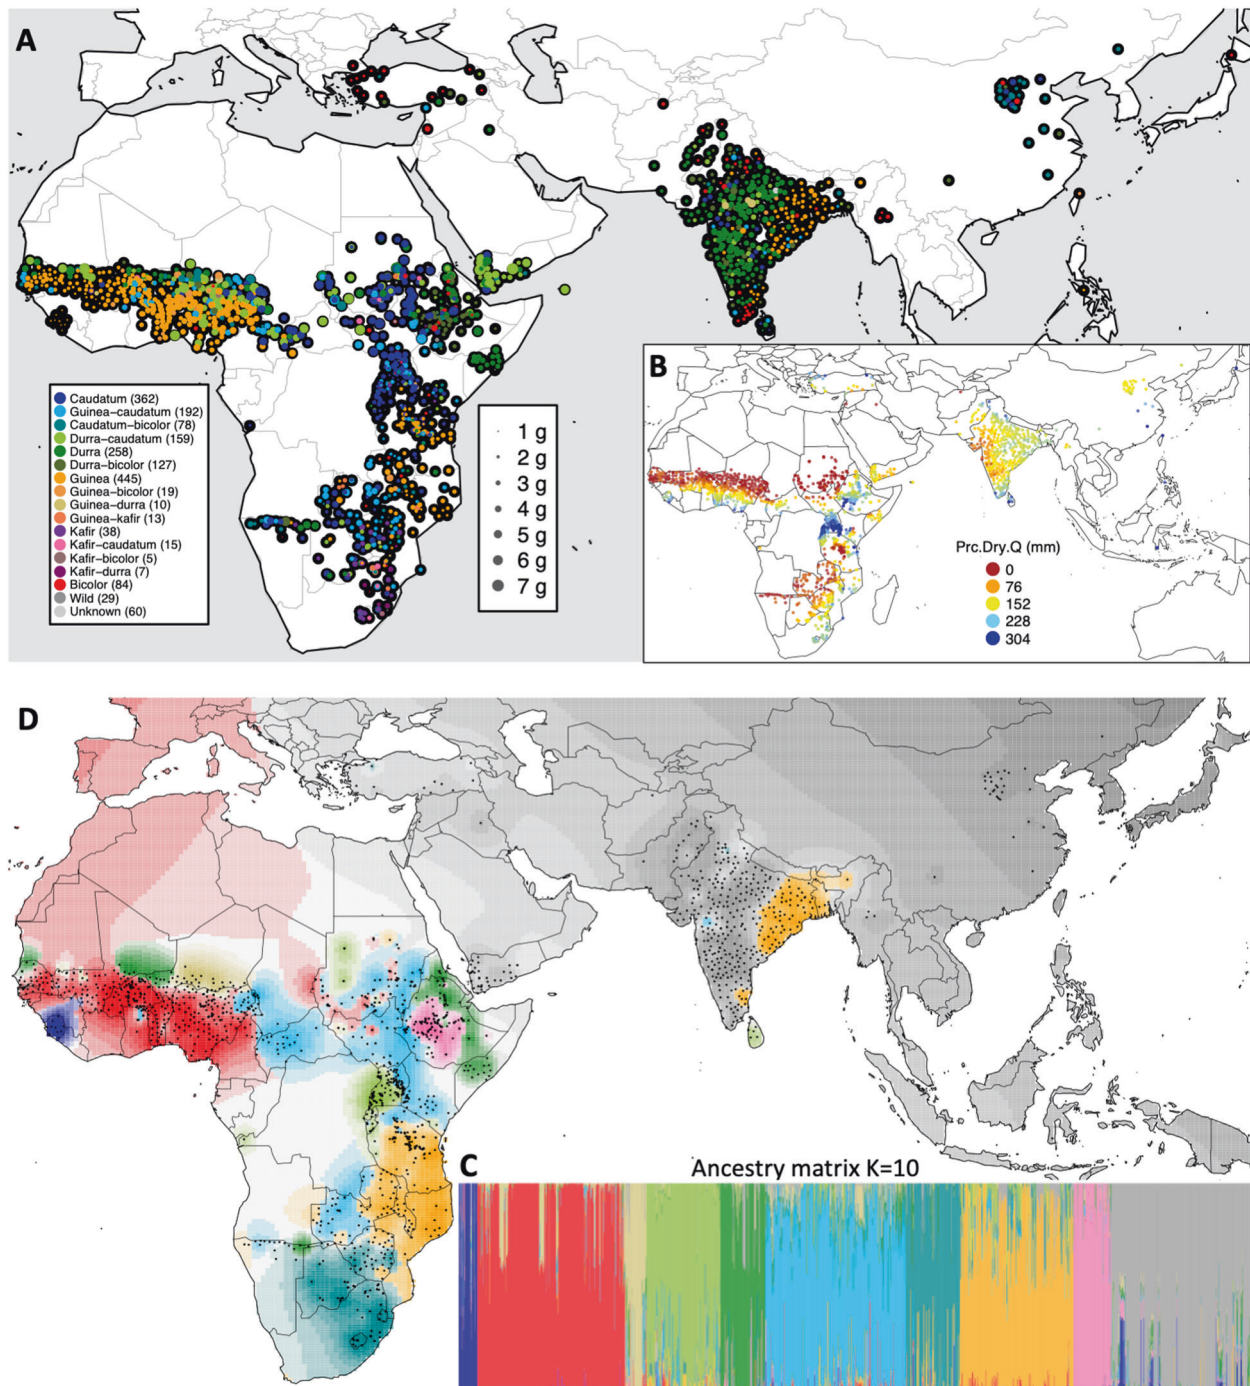 A
Caudatum (362)
Guinea–caudatum (192)
Caudatum–bicolor (78)
Durra–caudatum (159)
Durra (258)
Durra–bicolor (127)
Guinea (445)
Guinea–bicolor (19)
Guinea–durra (10)
Guinea–kafir (13)
Kafir (38)
Kafir–caudatum (15)
Kafir–bicolor (5)
Kafir–durra (7)
Bicolor (84)
Wild (29)
Unknown (60)
1 g
2 g
3 g
4 g
5 g
6 g
7 g
B
Prc.Dry.Q (mm)
0
76
152
228
304
D
C
Ancestry matrix K=10